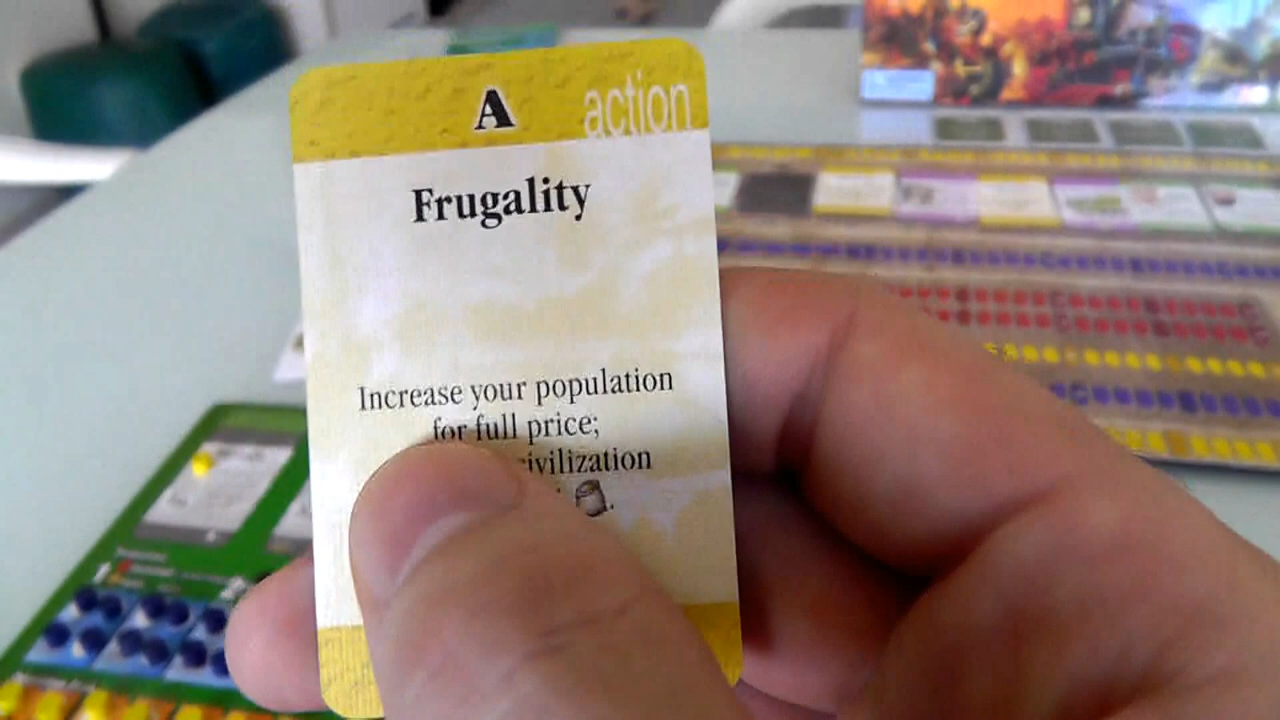 A action
Frugality
Increase your population
for full price;
civilization